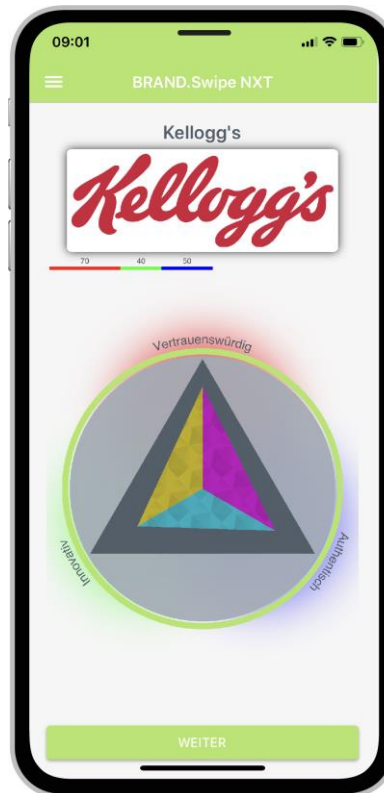 09:01
BRAND.Swipe NXT
Kellogg's
Kellogg's
70 40 50
Vertrauenswürdig
Innovativ
Authentisch
WEITER